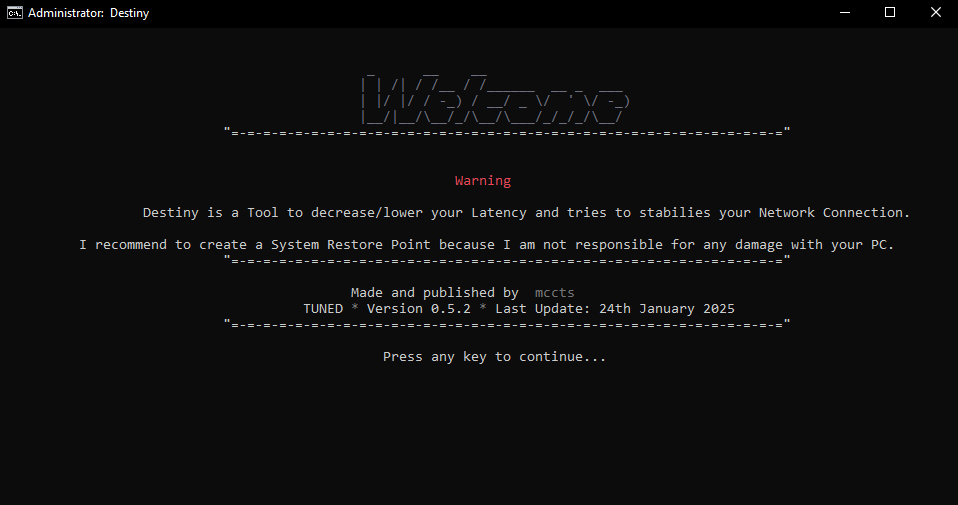 Administrator: Destiny
Welcome
"=-=-=-=-=-=-=-=-=-=-=-=-=-=-=-=-=-=-=-=-=-=-=-=-=-=-=-=-=-=-=-=-=-=-="
Warning
Destiny is a Tool to decrease/lower your Latency and tries to stabilies your Network Connection.
I recommend to create a System Restore Point because I am not responsible for any damage with your PC.
"=-=-=-=-=-=-=-=-=-=-=-=-=-=-=-=-=-=-=-=-=-=-=-=-=-=-=-=-=-=-=-=-=-=-="
Made and published by  mccts
TUNED * Version 0.5.2 * Last Update: 24th January 2025
"=-=-=-=-=-=-=-=-=-=-=-=-=-=-=-=-=-=-=-=-=-=-=-=-=-=-=-=-=-=-=-=-=-=-="
Press any key to continue...